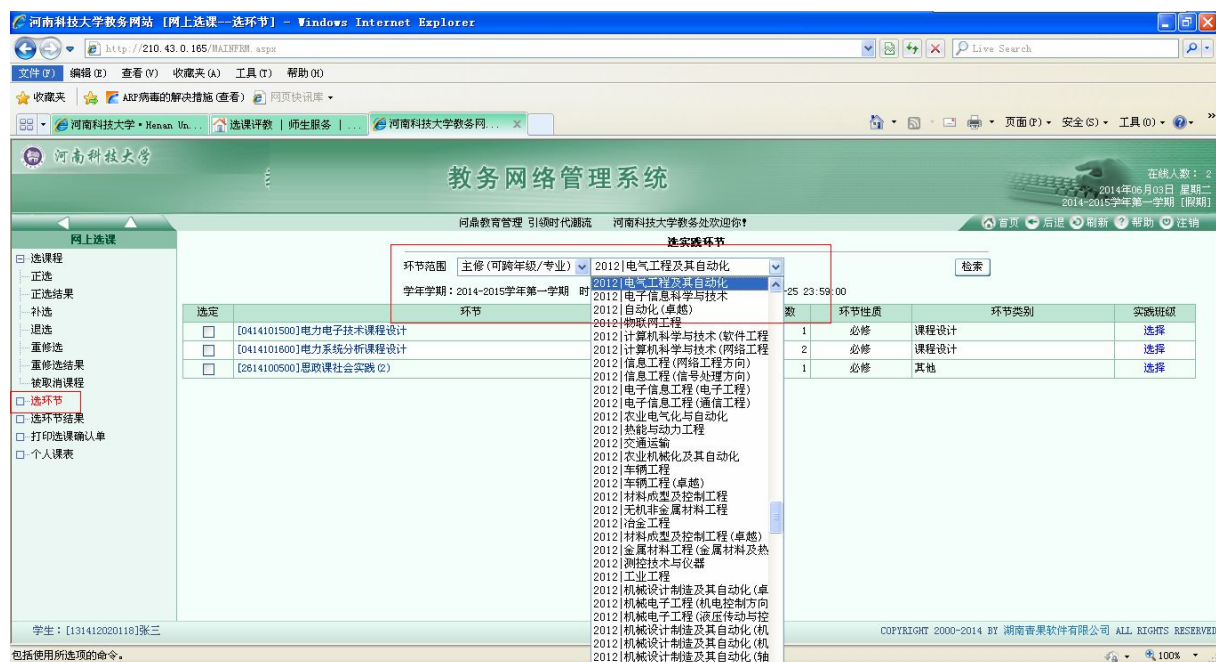 河南科技大学教务网站 [网上选课--选环节] - Windows Internet Explorer
http://210.43.0.165/MAINFRM.aspx
Live Search
文件(F) 编辑(E) 查看(V) 收藏夹(A) 工具(T) 帮助(H)
收藏夹 ARP病毒的解决措施(查看) 网页快讯库
河南科技大学·Henan Un... 选课评教 | 师生服务 | ... 河南科技大学教务网... X
页面(P) 安全(S) 工具(O) »
河南科技大学
教务网络管理系统
在线人数: 2
2014年06月03日 星期二
2014-2015学年第一学期 [假期]
问鼎教育管理 引领时代潮流 河南科技大学教务处欢迎你!
首页 后退 刷新 帮助 注销
网上选课
选课程
正选
正选结果
补选
退选
重修选
重修选结果
被取消课程
选环节
选环节结果
打印选课确认单
个人课表
选实践环节
环节范围 主修(可跨年级/专业) 2012|电气工程及其自动化 检索
学年学期:2014-2015学年第一学期 时 -25 23:59:00
选定 环节 数 环节性质 环节类别 实践班级
[0414101500]电力电子技术课程设计 1 必修 课程设计 选择
[0414101600]电力系统分析课程设计 2 必修 课程设计 选择
[2614100500]思政课社会实践(2) 1 必修 其他 选择
2012|电气工程及其自动化
2012|电子信息科学与技术
2012|自动化(卓越)
2012|物联网工程
2012|计算机科学与技术(软件工程
2012|计算机科学与技术(网络工程
2012|信息工程(网络工程方向)
2012|信息工程(信号处理方向)
2012|电子信息工程(电子工程)
2012|电子信息工程(通信工程)
2012|农业电气化与自动化
2012|热能与动力工程
2012|交通运输
2012|农业机械化及其自动化
2012|车辆工程
2012|车辆工程(卓越)
2012|材料成型及控制工程
2012|无机非金属材料工程
2012|冶金工程
2012|材料成型及控制工程(卓越)
2012|金属材料工程(金属材料及热
2012|测控技术与仪器
2012|工业工程
2012|机械设计制造及其自动化(卓
2012|机械电子工程(机电控制方向
2012|机械电子工程(液压传动与控
2012|机械设计制造及其自动化(机
2012|机械设计制造及其自动化(机
2012|机械设计制造及其自动化(轴
学生:[131412020118]张三
COPYRIGHT 2000-2014 BY 湖南青果软件有限公司 ALL RIGHTS RESERVED
包括使用所选项的命令。
100%